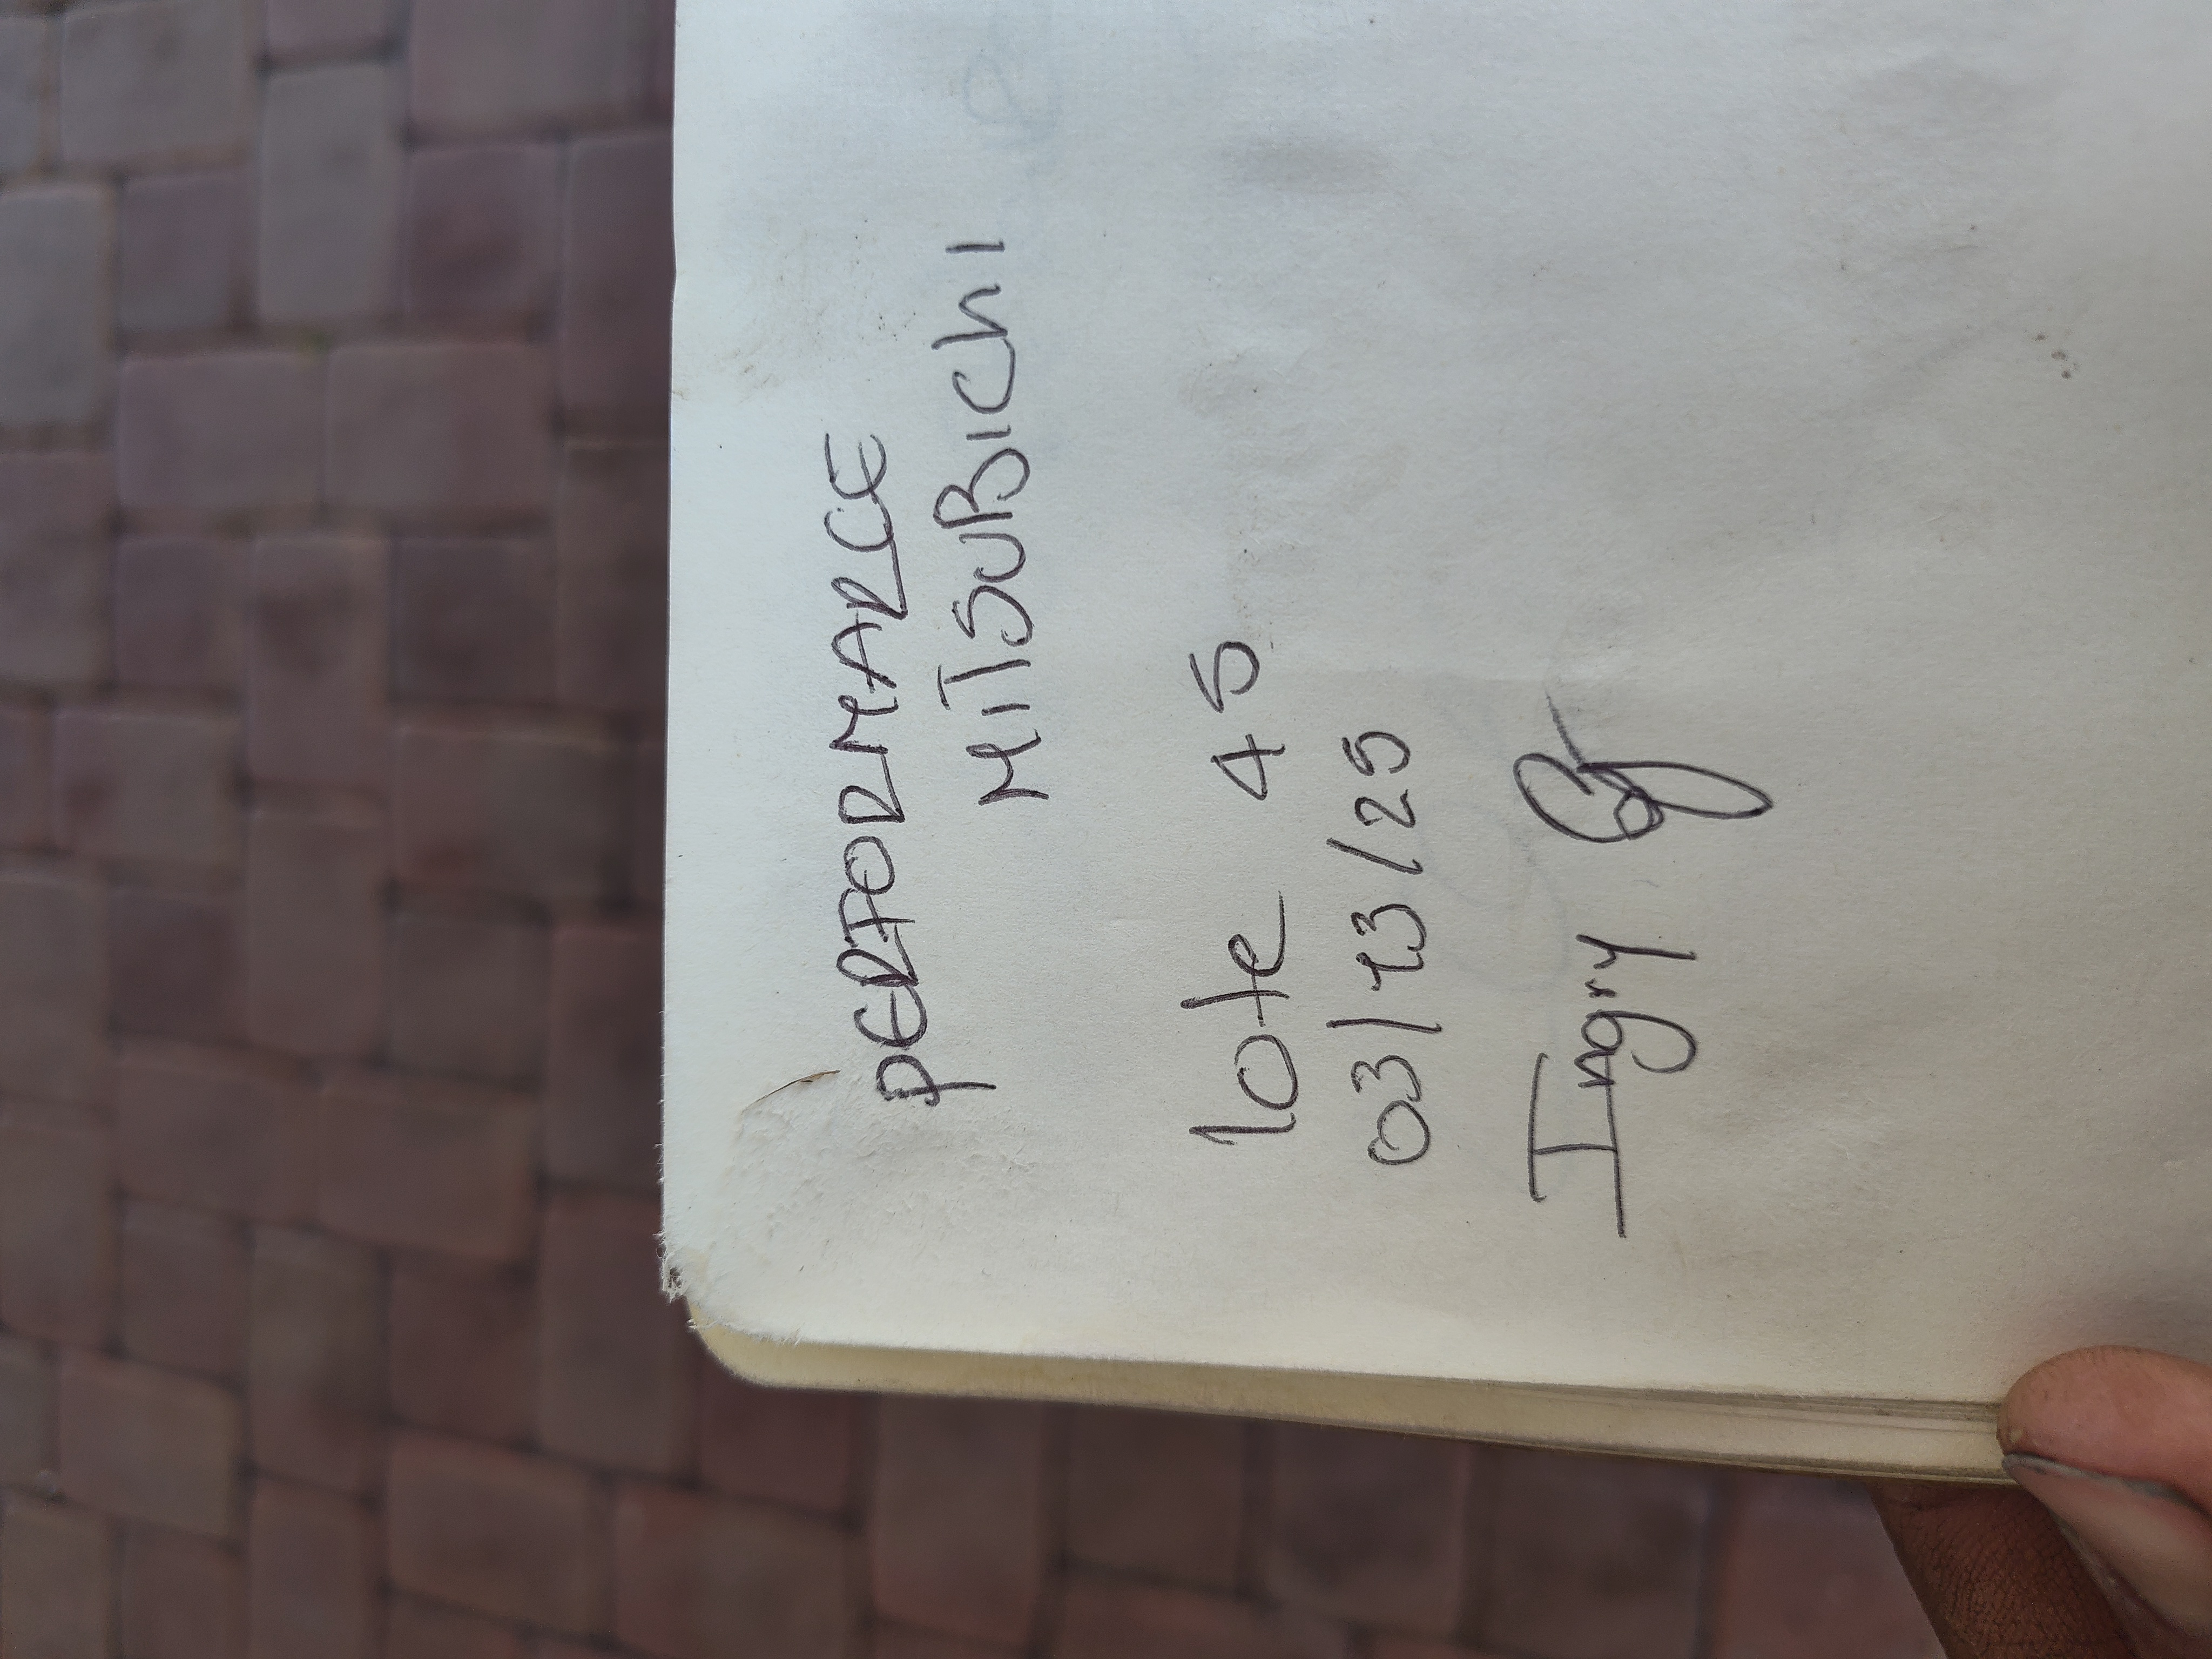 PERFORMANCE
MiTSUBICHI
lote 45
03/13/25
Ingry